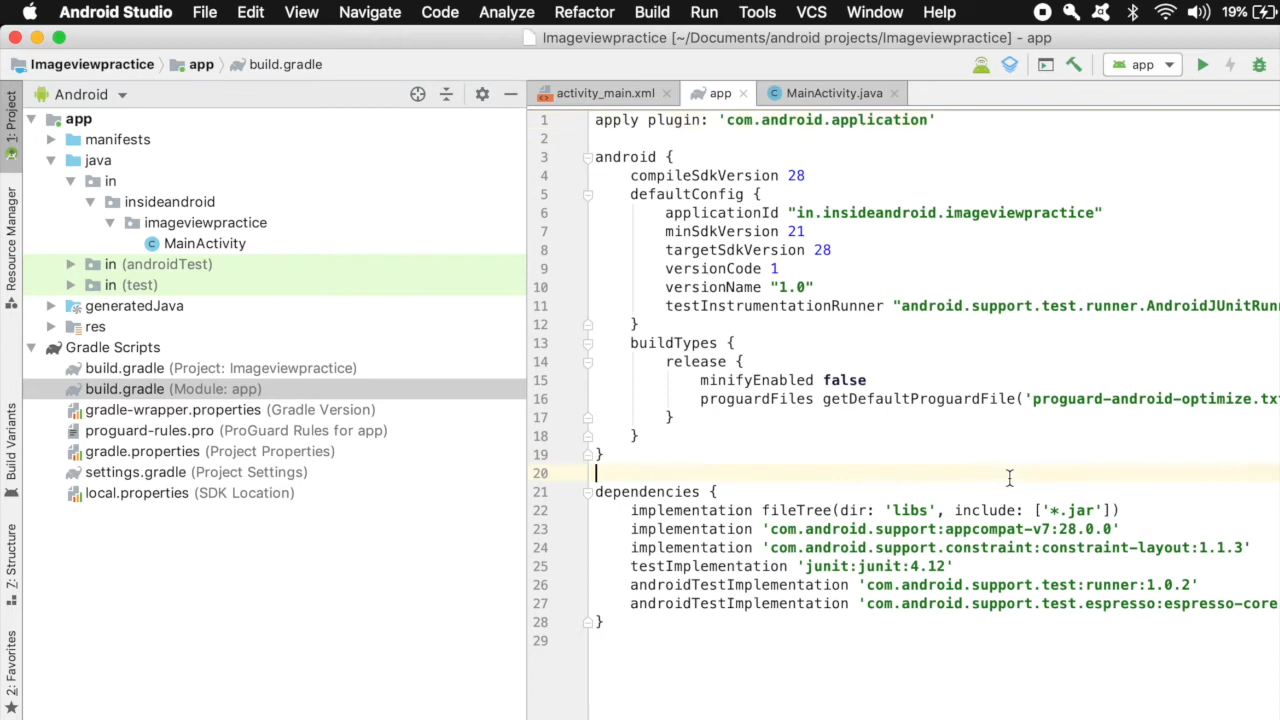 Android Studio File Edit View Navigate Code Analyze Refactor Build Run Tools VCS Window Help 19%
Imageviewpractice [~/Documents/android projects/Imageviewpractice] - app
Imageviewpractice app build.gradle app
1: Project
Resource Manager
Build Variants
7: Structure
2: Favorites
Android
app
manifests
java
in
insideandroid
imageviewpractice
MainActivity
in (androidTest)
in (test)
generatedJava
res
Gradle Scripts
build.gradle (Project: Imageviewpractice)
build.gradle (Module: app)
gradle-wrapper.properties (Gradle Version)
proguard-rules.pro (ProGuard Rules for app)
gradle.properties (Project Properties)
settings.gradle (Project Settings)
local.properties (SDK Location)
activity_main.xml app MainActivity.java
1 apply plugin: 'com.android.application'
2
3 android {
4 compileSdkVersion 28
5 defaultConfig {
6 applicationId "in.insideandroid.imageviewpractice"
7 minSdkVersion 21
8 targetSdkVersion 28
9 versionCode 1
10 versionName "1.0"
11 testInstrumentationRunner "android.support.test.runner.AndroidJUnitRunn
12 }
13 buildTypes {
14 release {
15 minifyEnabled false
16 proguardFiles getDefaultProguardFile('proguard-android-optimize.tx
17 }
18 }
19 }
20
21 dependencies {
22 implementation fileTree(dir: 'libs', include: ['*.jar'])
23 implementation 'com.android.support:appcompat-v7:28.0.0'
24 implementation 'com.android.support.constraint:constraint-layout:1.1.3'
25 testImplementation 'junit:junit:4.12'
26 androidTestImplementation 'com.android.support.test:runner:1.0.2'
27 androidTestImplementation 'com.android.support.test.espresso:espresso-core
28 }
29